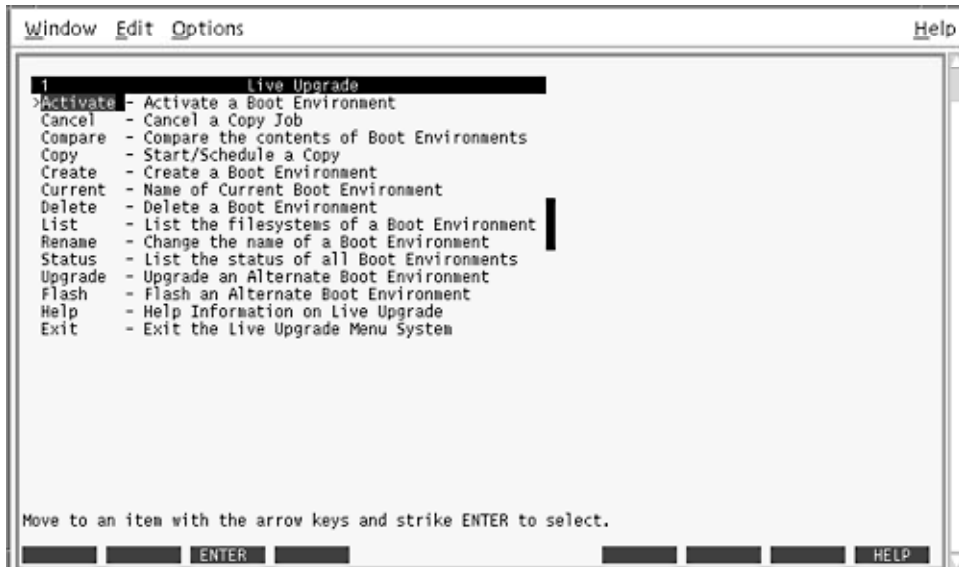 Window Edit Options Help
1 Live Upgrade
>Activate - Activate a Boot Environment
Cancel - Cancel a Copy Job
Compare - Compare the contents of Boot Environments
Copy - Start/Schedule a Copy
Create - Create a Boot Environment
Current - Name of Current Boot Environment
Delete - Delete a Boot Environment
List - List the filesystems of a Boot Environment
Rename - Change the name of a Boot Environment
Status - List the status of all Boot Environments
Upgrade - Upgrade an Alternate Boot Environment
Flash - Flash an Alternate Boot Environment
Help - Help Information on Live Upgrade
Exit - Exit the Live Upgrade Menu System
Move to an item with the arrow keys and strike ENTER to select.
ENTER HELP